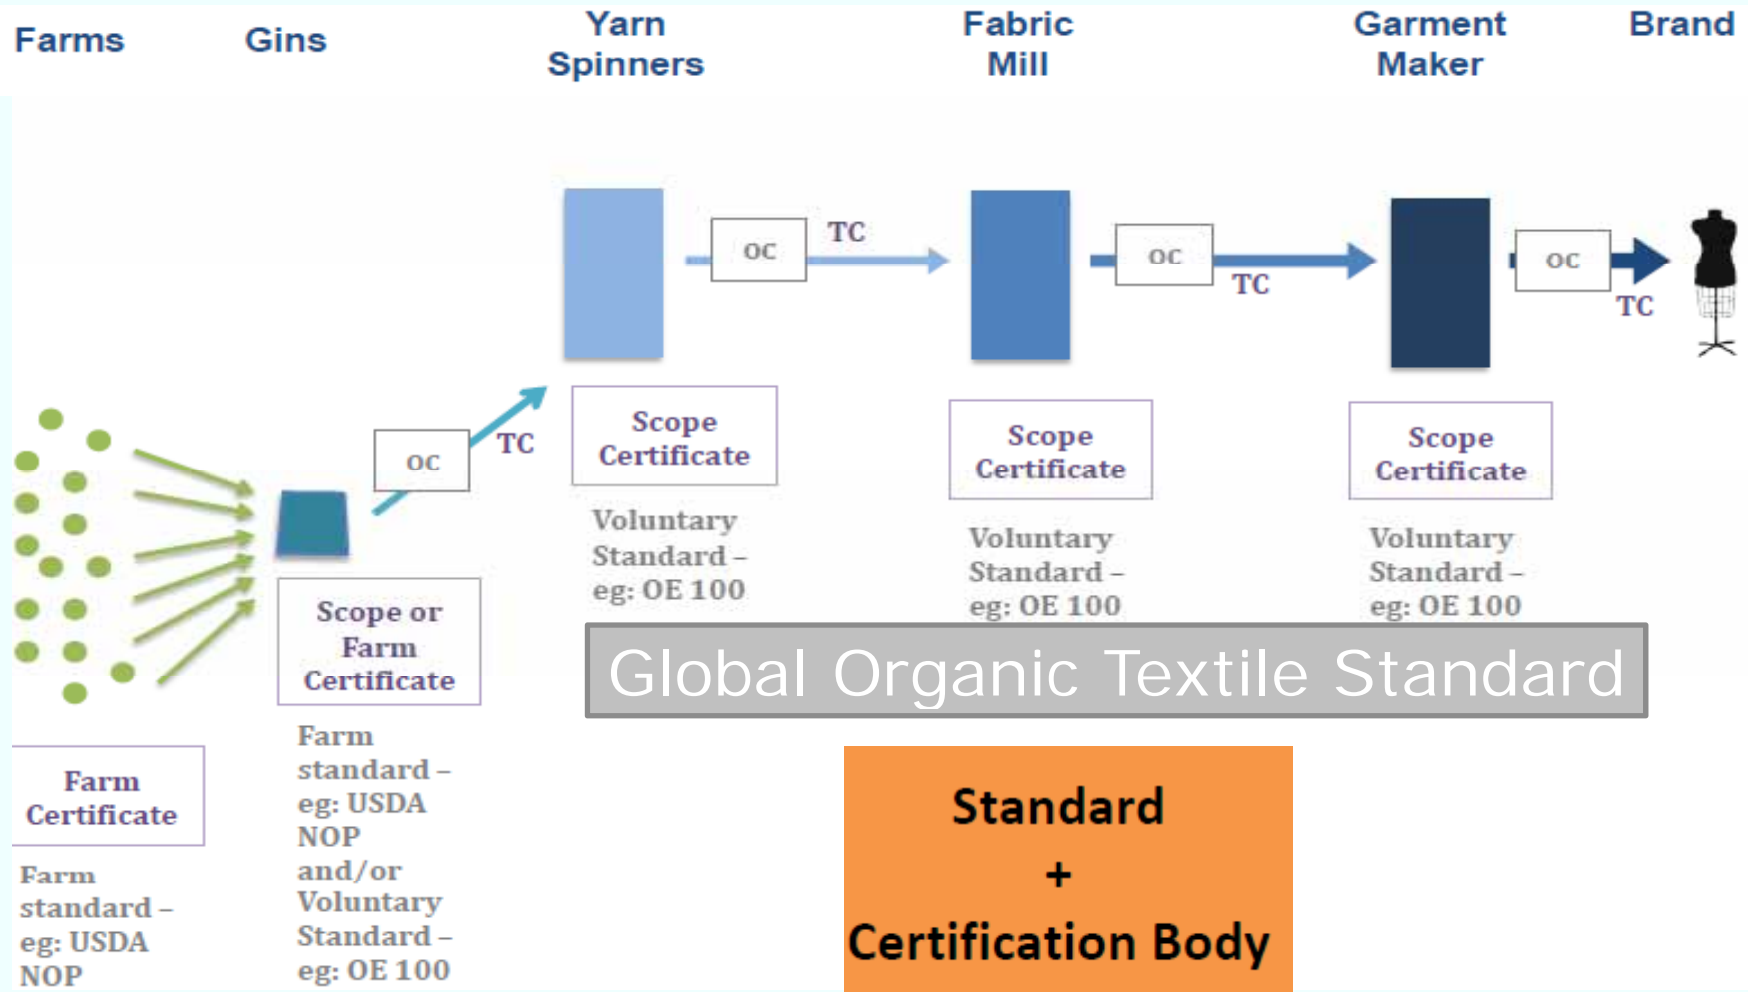 Farms
Gins
Yarn
Spinners
Fabric
Mill
Garment
Maker
Brand
OC
TC
OC
TC
OC
TC
OC
TC
Scope
Certificate
Voluntary
Standard –
eg: OE 100
Scope
Certificate
Voluntary
Standard –
eg: OE 100
Scope
Certificate
Voluntary
Standard –
eg: OE 100
Scope or
Farm
Certificate
Farm
standard –
eg: USDA
NOP
and/or
Voluntary
Standard –
eg: OE 100
Farm
Certificate
Farm
standard –
eg: USDA
NOP
Global Organic Textile Standard
Standard
+
Certification Body